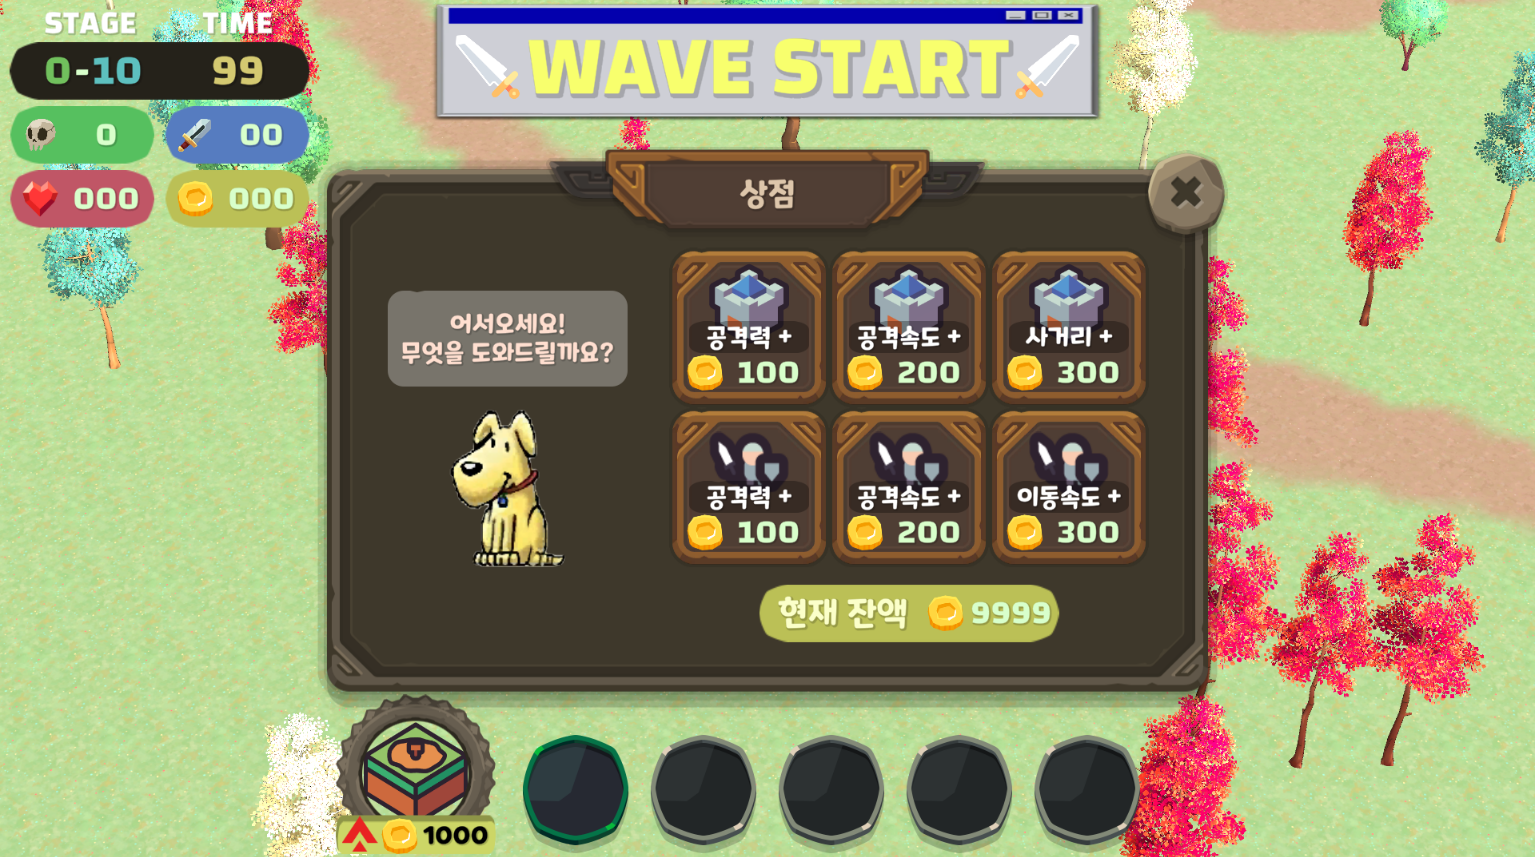 STAGE TIME
0-10 99
0 00
000 000
WAVE START
상점
어서오세요!
무엇을 도와드릴까요?
공격력 + 공격속도 + 사거리 +
100 200 300
공격력 + 공격속도 + 이동속도 +
100 200 300
현재 잔액 9999
1000